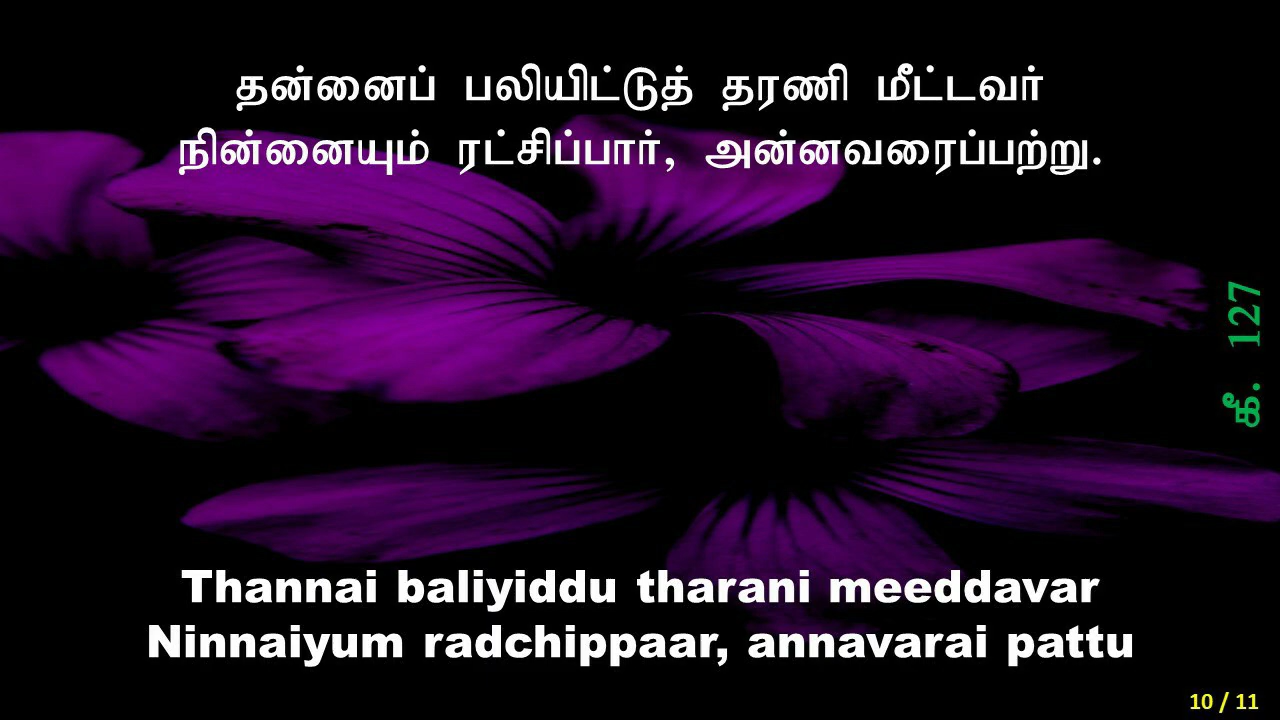 தன்னைப் பலியிட்டுத் தரணி மீட்டவர்
நின்னையும் ரட்சிப்பார், அன்னவரைப்பற்று.
கீ. 127
Thannai baliyiddu tharani meeddavar
Ninnaiyum radchippaar, annavarai pattu
10 / 11